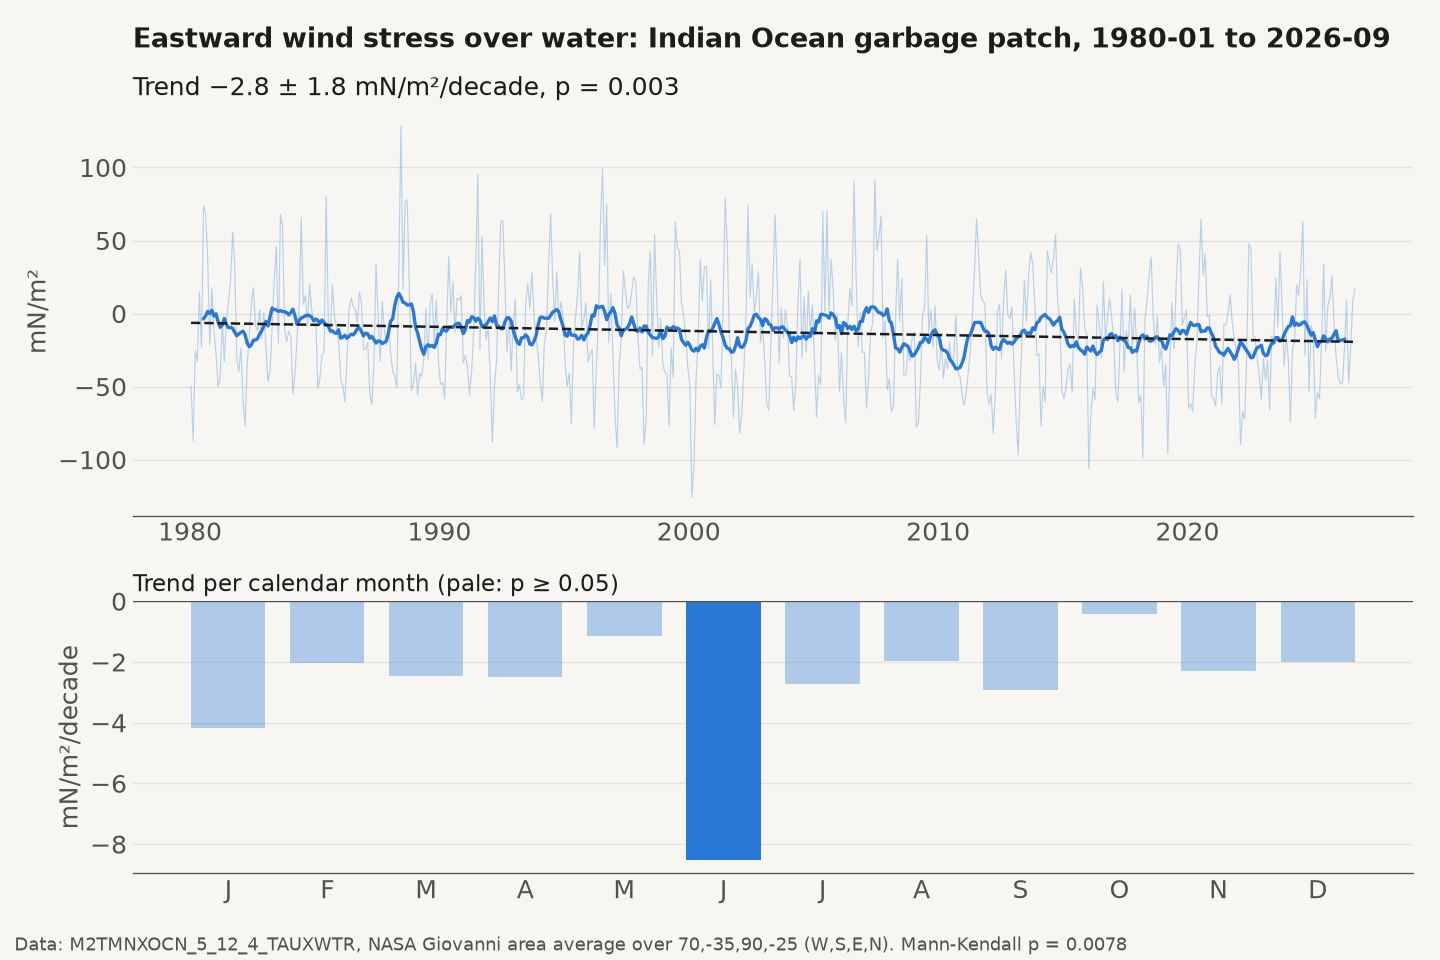 Eastward wind stress over water: Indian Ocean garbage patch, 1980-01 to 2026-09
Trend −2.8 ± 1.8 mN/m²/decade, p = 0.003
mN/m²
100
50
0
−50
−100
1980 1990 2000 2010 2020
Trend per calendar month (pale: p ≥ 0.05)
mN/m²/decade
0
−2
−4
−6
−8
J F M A M J J A S O N D
Data: M2TMNXOCN_5_12_4_TAUXWTR, NASA Giovanni area average over 70,-35,90,-25 (W,S,E,N). Mann-Kendall p = 0.0078